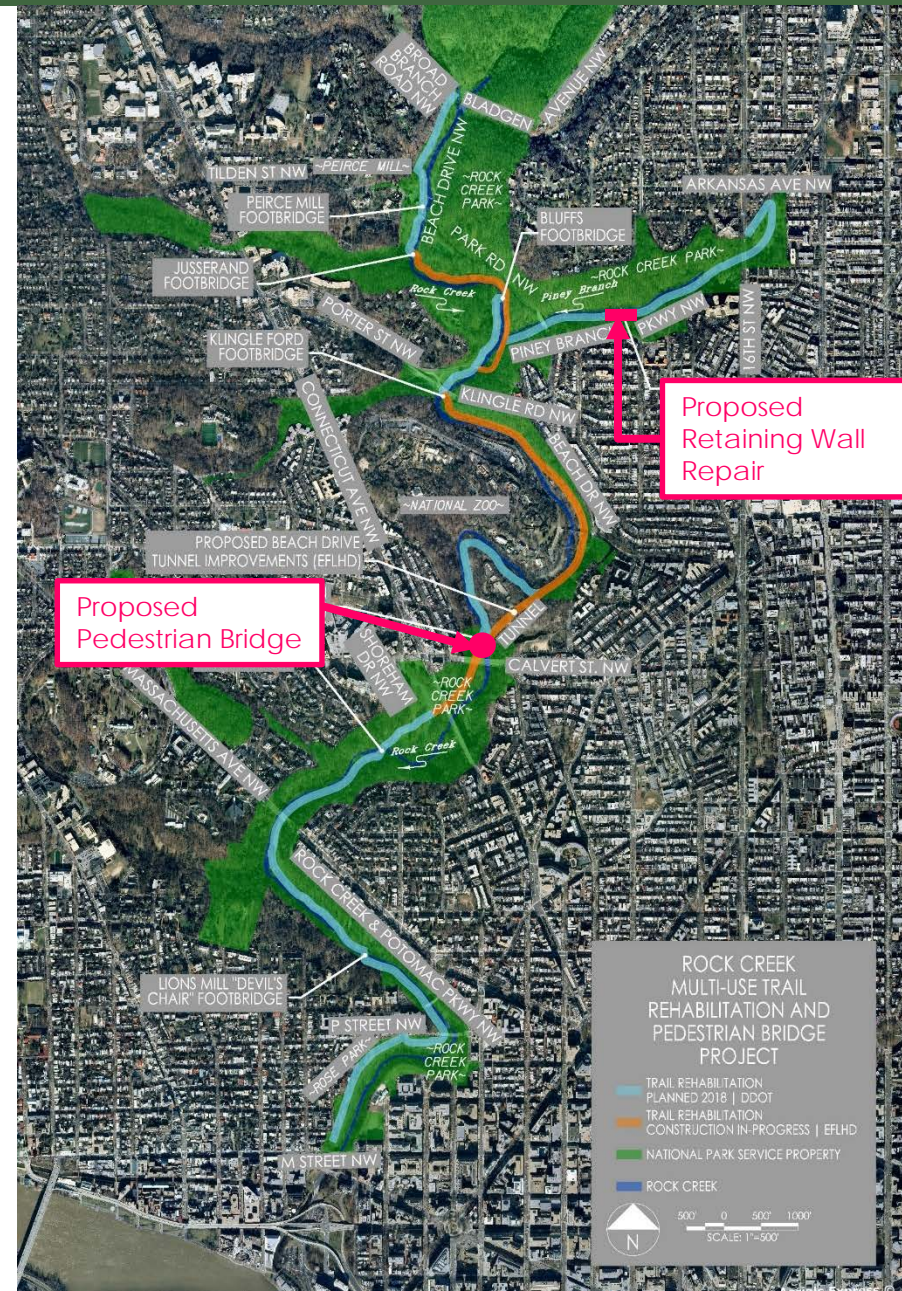 BROAD
BRANCH
ROAD NW
BLADGEN
AVENUE NW
TILDEN ST NW
~PEIRCE MILL~
BEACH DRIVE NW
~ROCK
CREEK
PARK~
ARKANSAS AVE NW
PEIRCE MILL
FOOTBRIDGE
BLUFFS
FOOTBRIDGE
PARK RD NW
~ROCK CREEK PARK~
JUSSERAND
FOOTBRIDGE
Rock Creek
Piney Branch
PORTER ST NW
PINEY BRANCH
PKWY NW
16TH ST NW
KLINGLE FORD
FOOTBRIDGE
KLINGLE RD NW
Proposed
Retaining Wall
Repair
CONNECTICUT AVE NW
BEACH DR NW
~NATIONAL ZOO~
PROPOSED BEACH DRIVE
TUNNEL IMPROVEMENTS (EFLHD)
Proposed
Pedestrian Bridge
TUNNEL
SHOREHAM
DR NW
CALVERT ST. NW
~ROCK
CREEK
PARK~
MASSACHUSETTS AVE NW
Rock Creek
ROCK CREEK & POTOMAC PKWY NW
LIONS MILL "DEVIL'S
CHAIR" FOOTBRIDGE
P STREET NW
~ROSE PARK~
~ROCK
CREEK
PARK~
M STREET NW
ROCK CREEK
MULTI-USE TRAIL
REHABILITATION AND
PEDESTRIAN BRIDGE
PROJECT
TRAIL REHABILITATION
PLANNED 2018 | DDOT
TRAIL REHABILITATION
CONSTRUCTION IN-PROGRESS | EFLHD
NATIONAL PARK SERVICE PROPERTY
ROCK CREEK
N
500' 0 500' 1000'
SCALE: 1"=500'